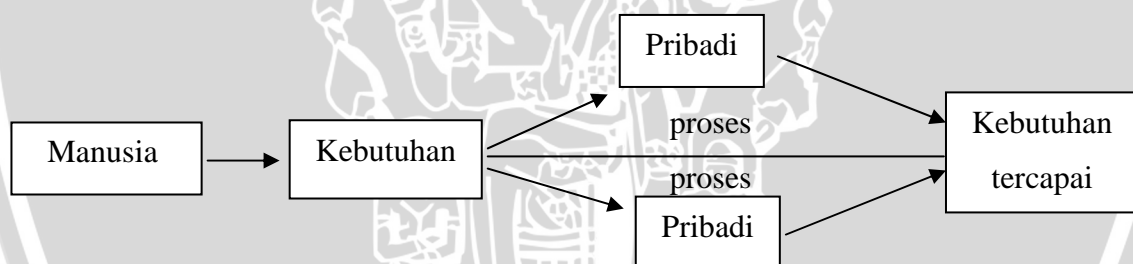 Pribadi
Manusia
Kebutuhan
proses
proses
Pribadi
Kebutuhan
tercapai